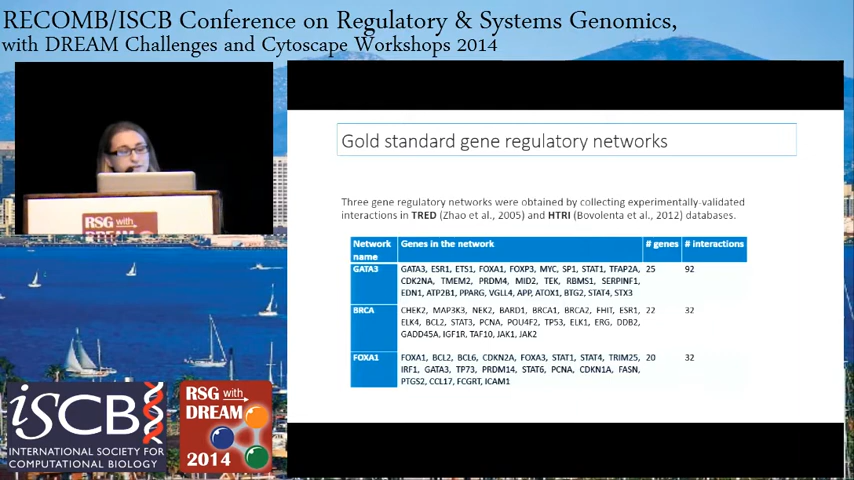 RECOMB/ISCB Conference on Regulatory & Systems Genomics,
with DREAM Challenges and Cytoscape Workshops 2014
RSG with
Gold standard gene regulatory networks
Three gene regulatory networks were obtained by collecting experimentally-validated
interactions in TRED (Zhao et al., 2005) and HTRI (Bovolenta et al., 2012) databases.
Network name Genes in the network # genes # interactions
GATA3 GATA3, ESR1, ETS1, FOXA1, FOXP3, MYC, SP1, STAT1, TFAP2A, 25 92
CDK2NA, TMEM2, PRDM4, MID2, TEK, RBMS1, SERPINF1,
EDN1, ATP2B1, PPARG, VGLL4, APP, ATOX1, BTG2, STAT4, STX3
BRCA CHEK2, MAP3K3, NEK2, BARD1, BRCA1, BRCA2, FHIT, ESR1, 22 32
ELK4, BCL2, STAT3, PCNA, POU4F2, TP53, ELK1, ERG, DDB2,
GADD45A, IGF1R, TAF10, JAK1, JAK2
FOXA1 FOXA1, BCL2, BCL6, CDKN2A, FOXA3, STAT1, STAT4, TRIM25, 20 32
IRF1, GATA3, TP73, PRDM14, STAT6, PCNA, CDKN1A, FASN,
PTGS2, CCL17, FCGRT, ICAM1
iSCB
INTERNATIONAL SOCIETY FOR
COMPUTATIONAL BIOLOGY
RSG with
DREAM
2014